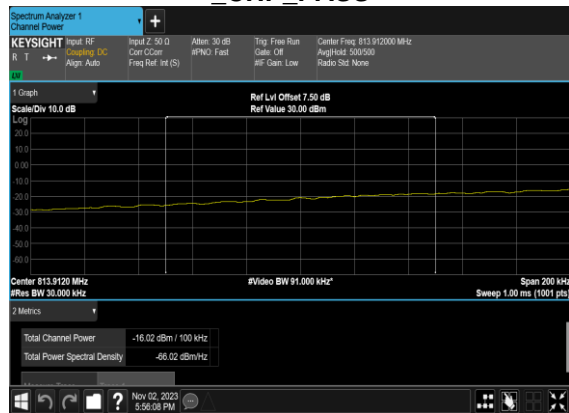 Spectrum Analyzer 1
Channel Power
+
KEYSIGHT
R T
LW
Input: RF
Coupling: DC
Align: Auto
Input Z: 50 Ω
Corr CCorr
Freq Ref: Int (S)
Atten: 30 dB
#PNO: Fast
Trig: Free Run
Gate: Off
#IF Gain: Low
Center Freq: 813.912000 MHz
Avg|Hold: 500/500
Radio Std: None
1 Graph
Scale/Div 10.0 dB
Ref Lvl Offset 7.50 dB
Ref Value 30.00 dBm
Log
20.0
10.0
0.00
-10.0
-20.0
-30.0
-40.0
-50.0
-60.0
Center 813.9120 MHz
#Video BW 91.000 kHz*
Span 200 kHz
#Res BW 30.000 kHz
Sweep 1.00 ms (1001 pts)
2 Metrics
Total Channel Power -16.02 dBm / 100 kHz
Total Power Spectral Density -66.02 dBm/Hz
?
Nov 02, 2023
5:56:08 PM